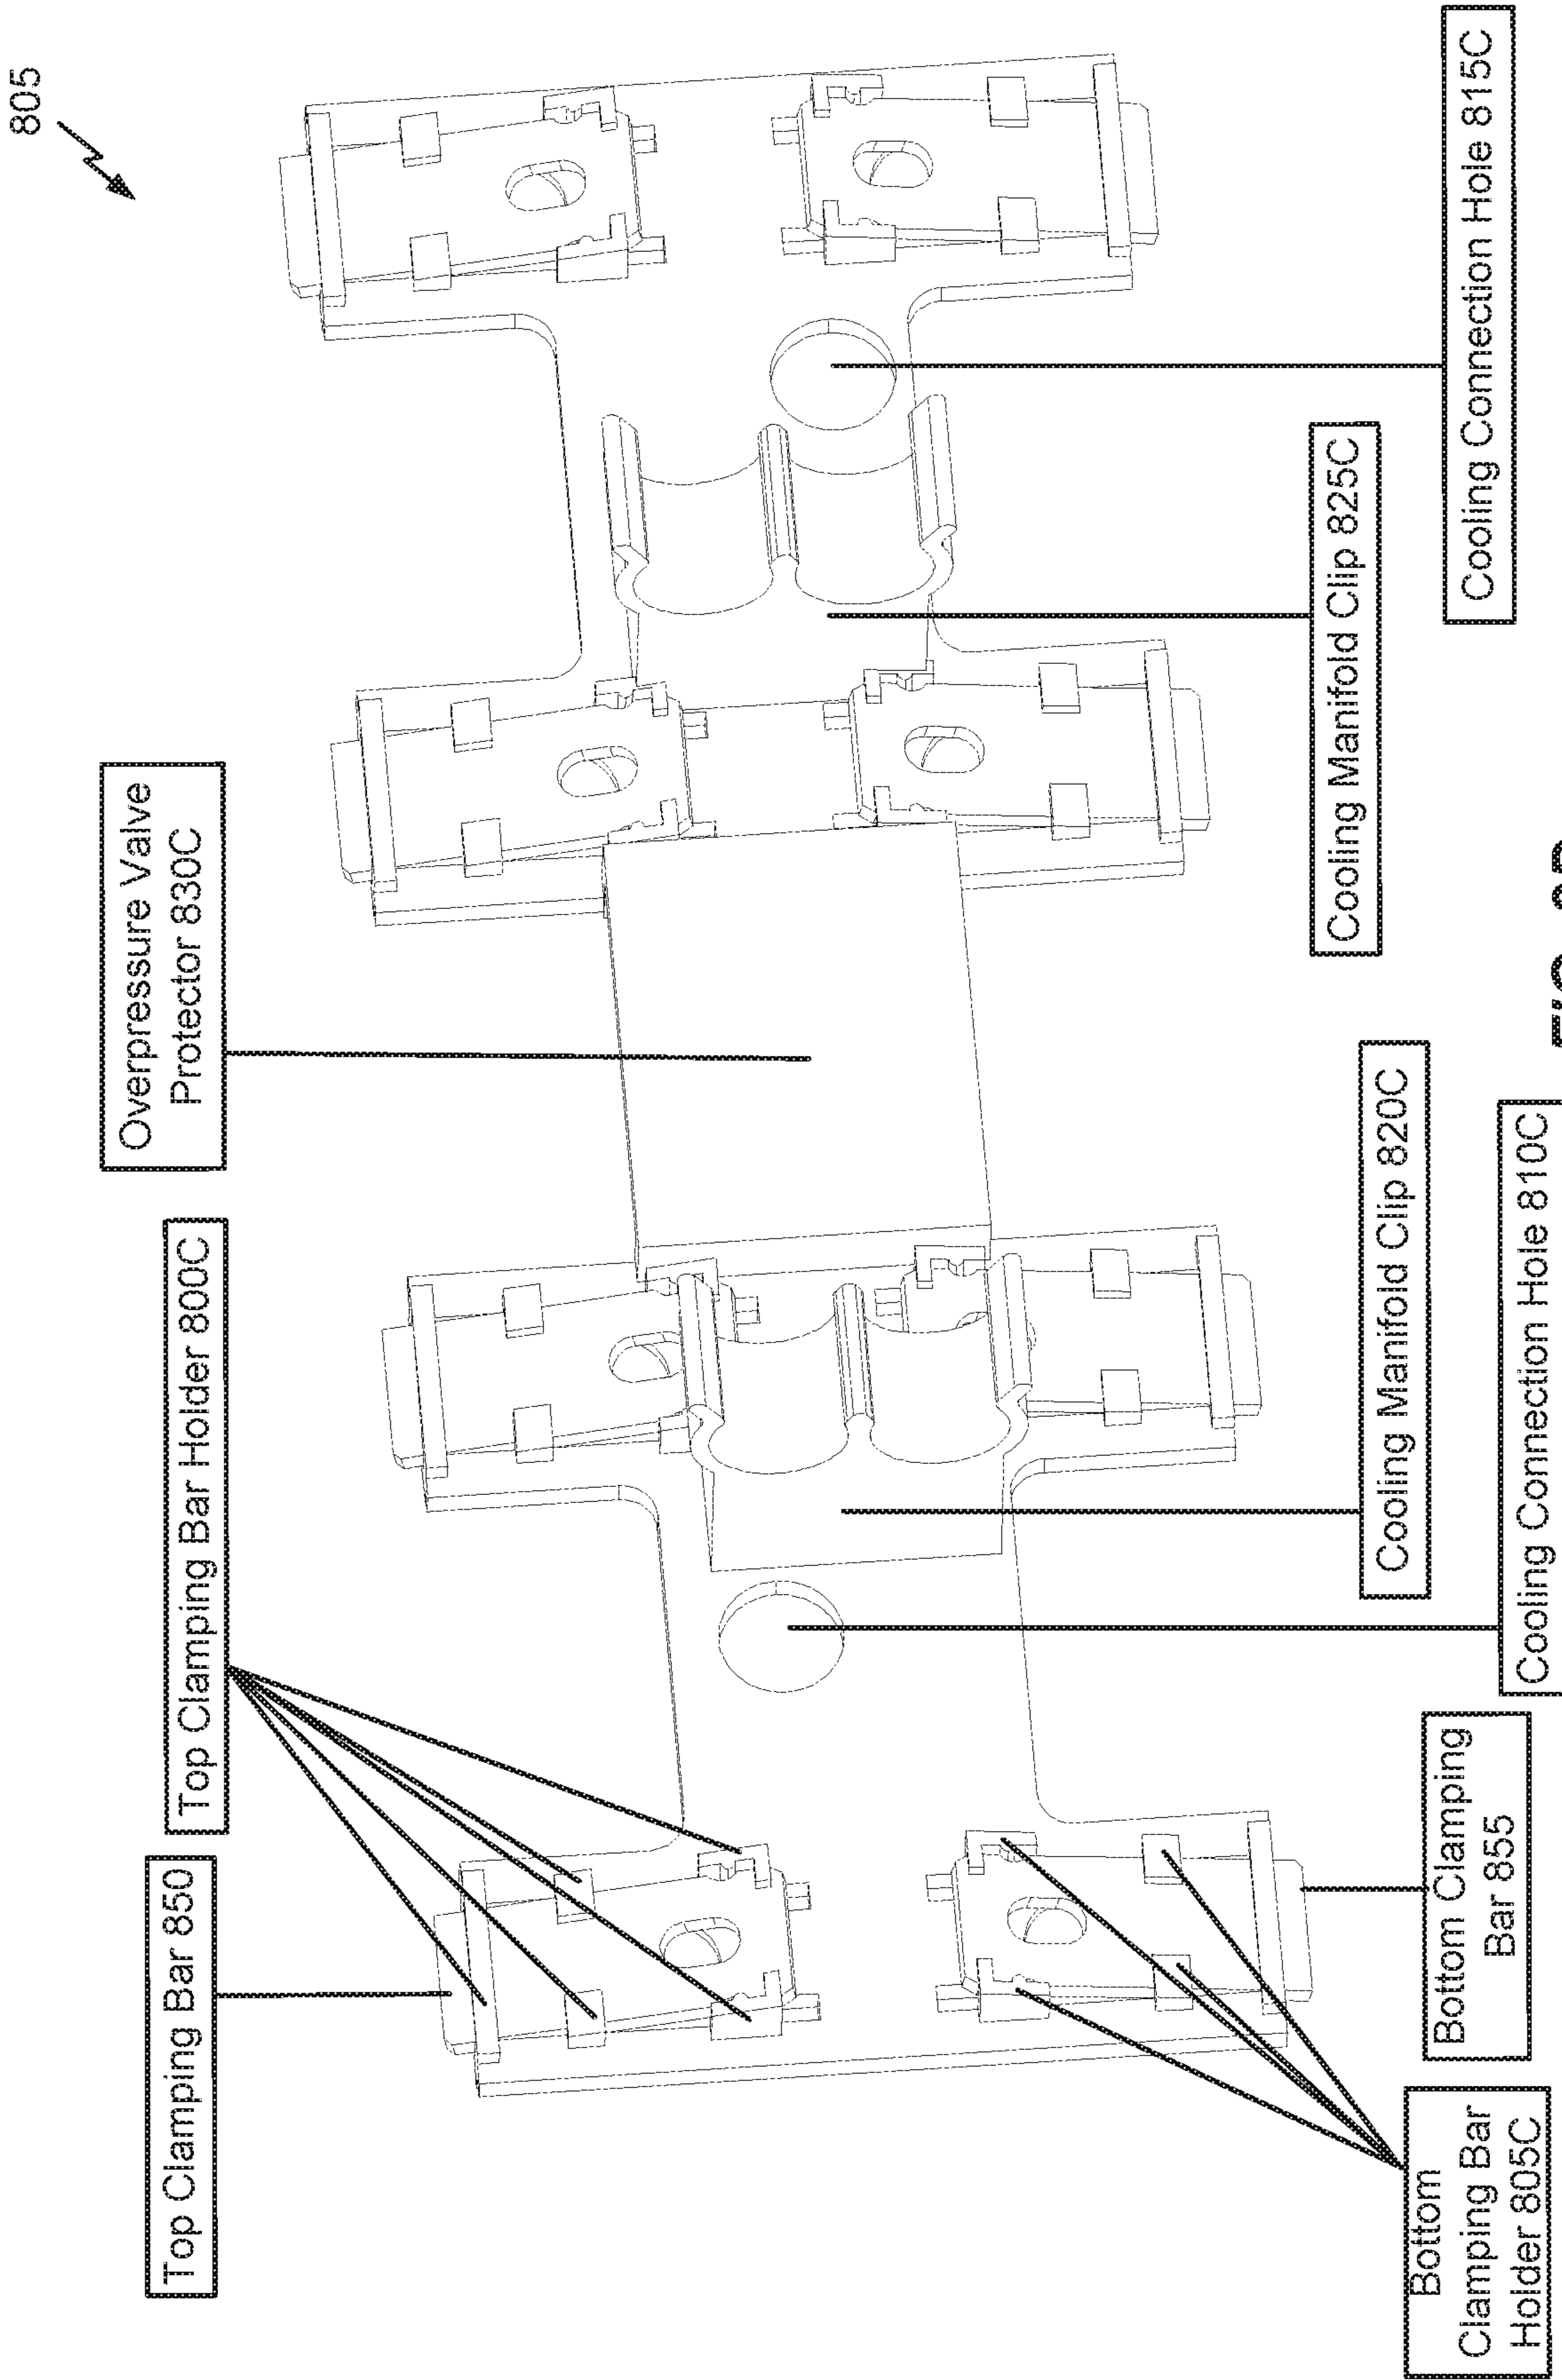 805
Overpressure Valve
Protector 830C
Top Clamping Bar Holder 800C
Top Clamping Bar 850
Cooling Connection Hole 815C
Cooling Manifold Clip 825C
Cooling Manifold Clip 820C
Cooling Connection Hole 810C
Bottom Clamping
Bar 855
Bottom
Clamping Bar
Holder 805C